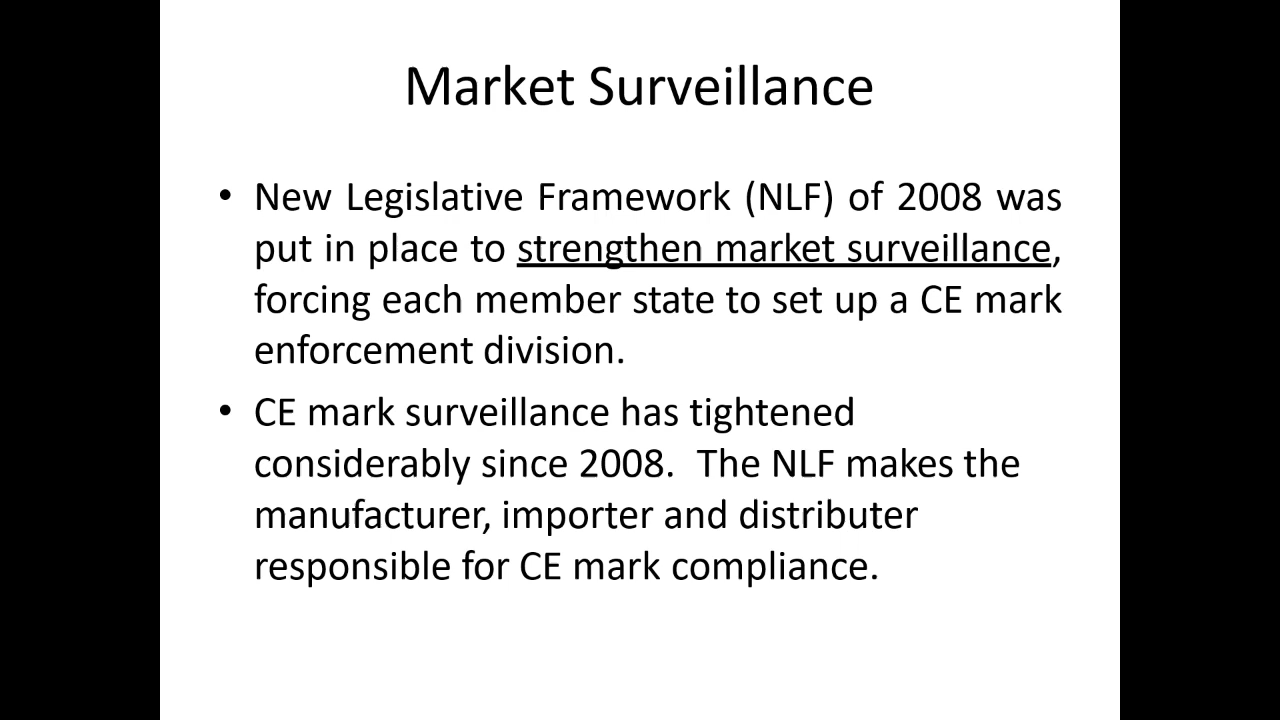 Market Surveillance
• New Legislative Framework (NLF) of 2008 was
put in place to strengthen market surveillance,
forcing each member state to set up a CE mark
enforcement division.
• CE mark surveillance has tightened
considerably since 2008.  The NLF makes the
manufacturer, importer and distributer
responsible for CE mark compliance.